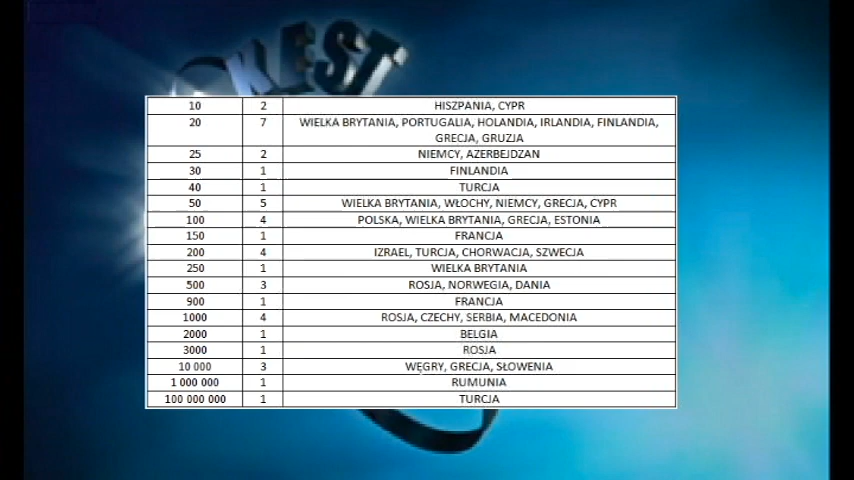 KEST
10 2 HISZPANIA, CYPR
20 7 WIELKA BRYTANIA, PORTUGALIA, HOLANDIA, IRLANDIA, FINLANDIA,
GRECJA, GRUZJA
25 2 NIEMCY, AZERBEJDZAN
30 1 FINLANDIA
40 1 TURCJA
50 5 WIELKA BRYTANIA, WŁOCHY, NIEMCY, GRECJA, CYPR
100 4 POLSKA, WIELKA BRYTANIA, GRECJA, ESTONIA
150 1 FRANCJA
200 4 IZRAEL, TURCJA, CHORWACJA, SZWECJA
250 1 WIELKA BRYTANIA
500 3 ROSJA, NORWEGIA, DANIA
900 1 FRANCJA
1000 4 ROSJA, CZECHY, SERBIA, MACEDONIA
2000 1 BELGIA
3000 1 ROSJA
10 000 3 WĘGRY, GRECJA, SŁOWENIA
1 000 000 1 RUMUNIA
100 000 000 1 TURCJA